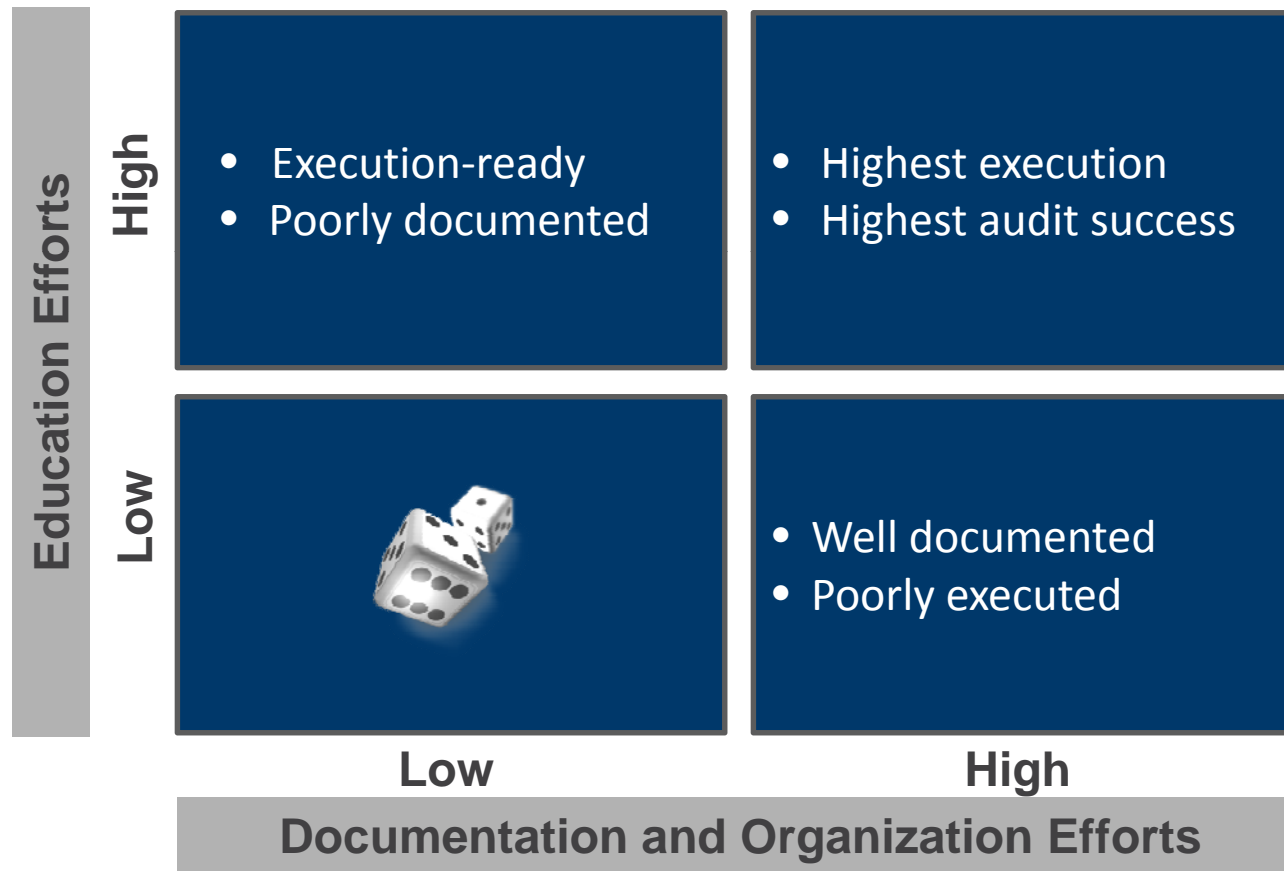 Education Efforts
High
• Execution-ready
• Poorly documented
• Highest execution
• Highest audit success
Low
• Well documented
• Poorly executed
Low
High
Documentation and Organization Efforts